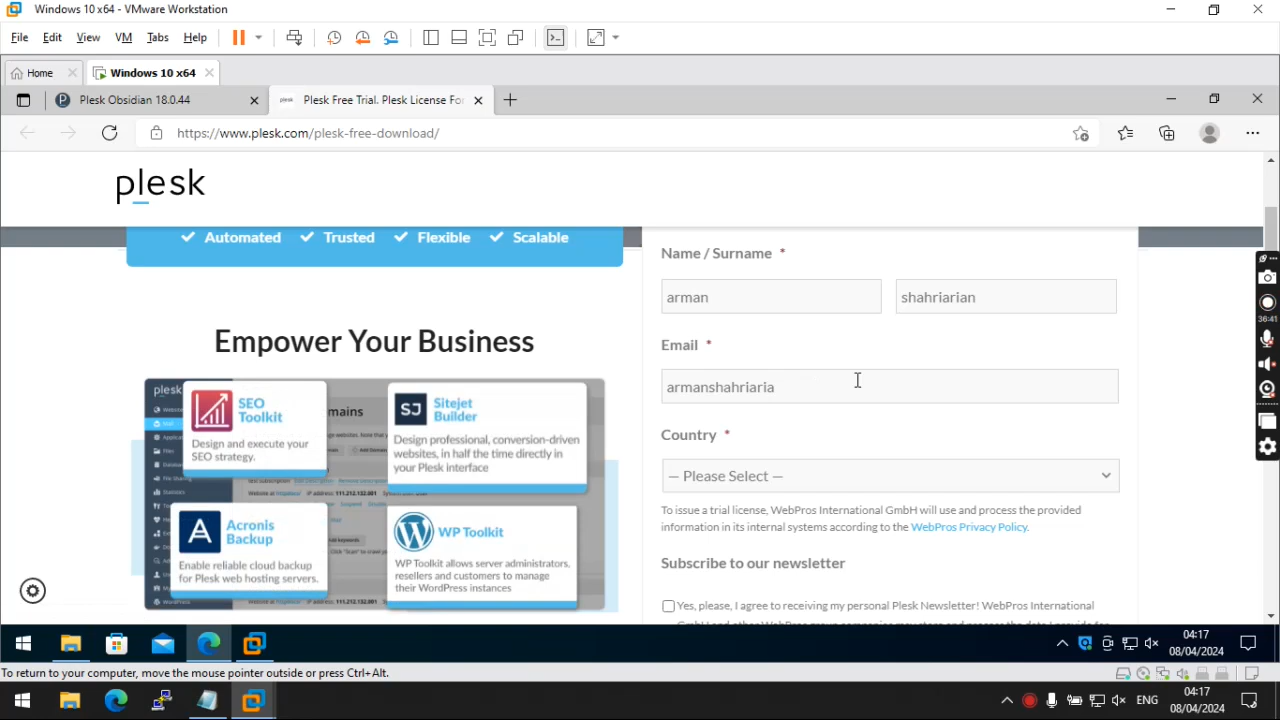 Windows 10 x64 - VMware Workstation
File Edit View VM Tabs Help
Home Windows 10 x64
Plesk Obsidian 18.0.44 plesk Plesk Free Trial. Plesk License For
https://www.plesk.com/plesk-free-download/
plesk
Automated Trusted Flexible Scalable
Name / Surname *
arman shahriarian
36:41
Empower Your Business
Email *
armanshahriaria
plesk
SEO Toolkit
Design and execute your SEO strategy.
SJ Sitejet Builder
Design professional, conversion-driven
websites, in half the time directly in
your Plesk interface
Country *
— Please Select —
A Acronis Backup
Enable reliable cloud backup
for Plesk web hosting servers.
WP Toolkit
WP Toolkit allows server administrators,
resellers and customers to manage
their WordPress instances
To issue a trial license, WebPros International GmbH will use and process the provided
information in its internal systems according to the WebPros Privacy Policy.
Subscribe to our newsletter
Yes, please, I agree to receiving my personal Plesk Newsletter! WebPros International
04:17
08/04/2024
To return to your computer, move the mouse pointer outside or press Ctrl+Alt.
ENG 04:17
08/04/2024